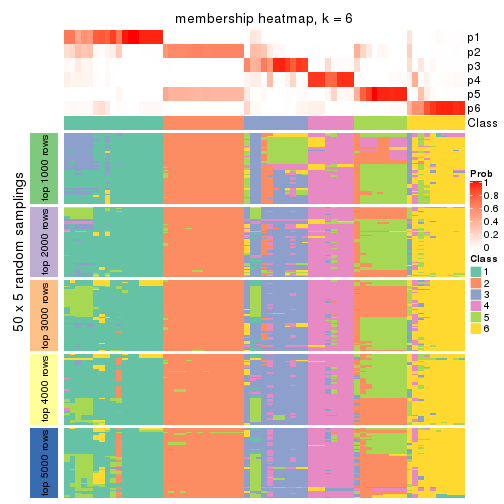 membership heatmap, k = 6
p1
p2
p3
p4
p5
p6
Class
50 x 5 random samplings
top 1000 rows
top 2000 rows
top 3000 rows
top 4000 rows
top 5000 rows
Prob
1
0.8
0.6
0.4
0.2
0
Class
1
2
3
4
5
6